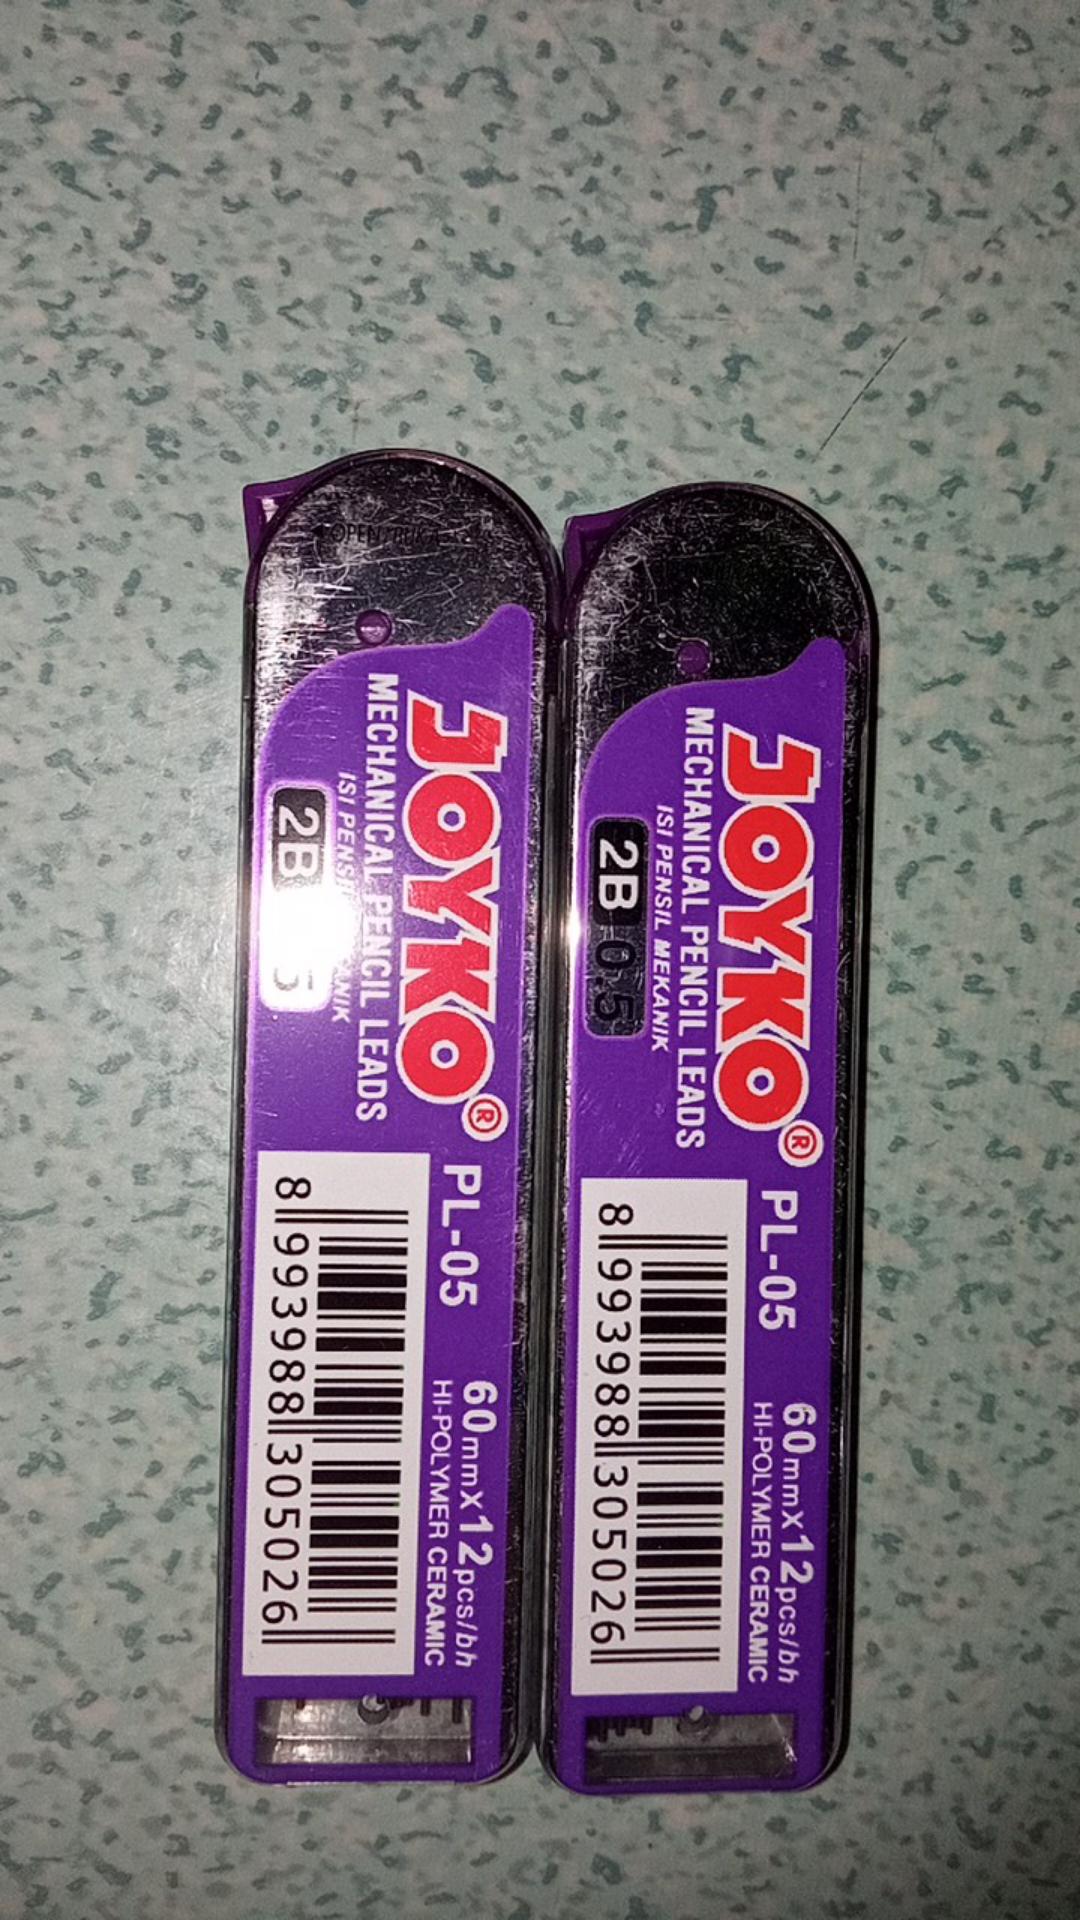 OPEN/BUKA
JOYKO®
MECHANICAL PENCIL LEADS
ISI PENSIL
2B 5
PL-05
60mmX12pcs/bh
HI-POLYMER CERAMIC
8 993988 305026
JOYKO®
MECHANICAL PENCIL LEADS
ISI PENSIL MEKANIK
2B 0.5
PL-05
60mmX12pcs/bh
HI-POLYMER CERAMIC
8 993988 305026